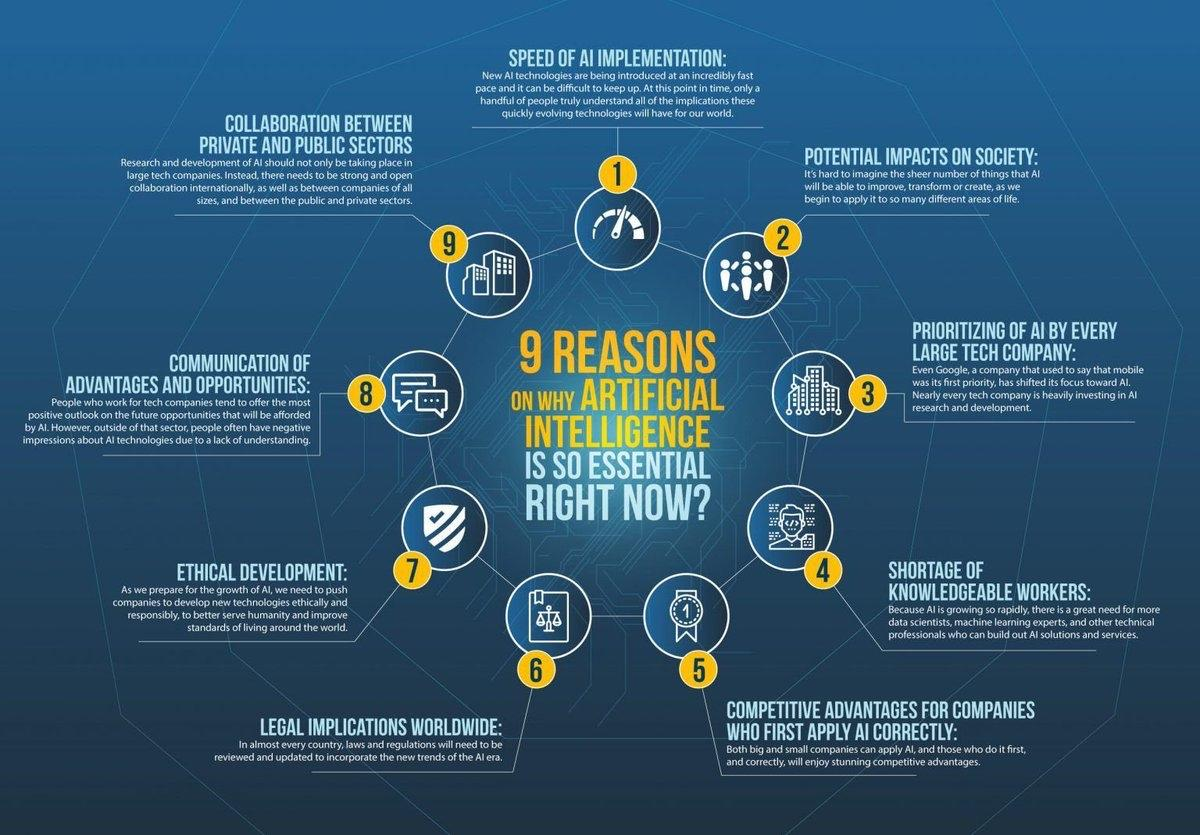 9 REASONS
ON WHY ARTIFICIAL
INTELLIGENCE
IS SO ESSENTIAL
RIGHT NOW?
SPEED OF AI IMPLEMENTATION:
New AI technologies are being introduced at an incredibly fast
pace and it can be difficult to keep up. At this point in time, only a
handful of people truly understand all of the implications these
quickly evolving technologies will have for our world.
1
POTENTIAL IMPACTS ON SOCIETY:
It's hard to imagine the sheer number of things that AI
will be able to improve, transform or create, as we
begin to apply it to so many different areas of life.
2
PRIORITIZING OF AI BY EVERY
LARGE TECH COMPANY:
Even Google, a company that used to say that mobile
was its first priority, has shifted its focus toward AI.
Nearly every tech company is heavily investing in AI
research and development.
3
SHORTAGE OF
KNOWLEDGEABLE WORKERS:
Because AI is growing so rapidly, there is a great need for more
data scientists, machine learning experts, and other technical
professionals who can build out AI solutions and services.
4
COMPETITIVE ADVANTAGES FOR COMPANIES
WHO FIRST APPLY AI CORRECTLY:
Both big and small companies can apply AI, and those who do it first,
and correctly, will enjoy stunning competitive advantages.
5
1
LEGAL IMPLICATIONS WORLDWIDE:
In almost every country, laws and regulations will need to be
reviewed and updated to incorporate the new trends of the AI era.
6
ETHICAL DEVELOPMENT:
As we prepare for the growth of AI, we need to push
companies to develop new technologies ethically and
responsibly, to better serve humanity and improve
standards of living around the world.
7
COMMUNICATION OF
ADVANTAGES AND OPPORTUNITIES:
People who work for tech companies tend to offer the most
positive outlook on the future opportunities that will be afforded
by AI. However, outside of that sector, people often have negative
impressions about AI technologies due to a lack of understanding.
8
COLLABORATION BETWEEN
PRIVATE AND PUBLIC SECTORS
Research and development of AI should not only be taking place in
large tech companies. Instead, there needs to be strong and open
collaboration internationally, as well as between companies of all
sizes, and between the public and private sectors.
9